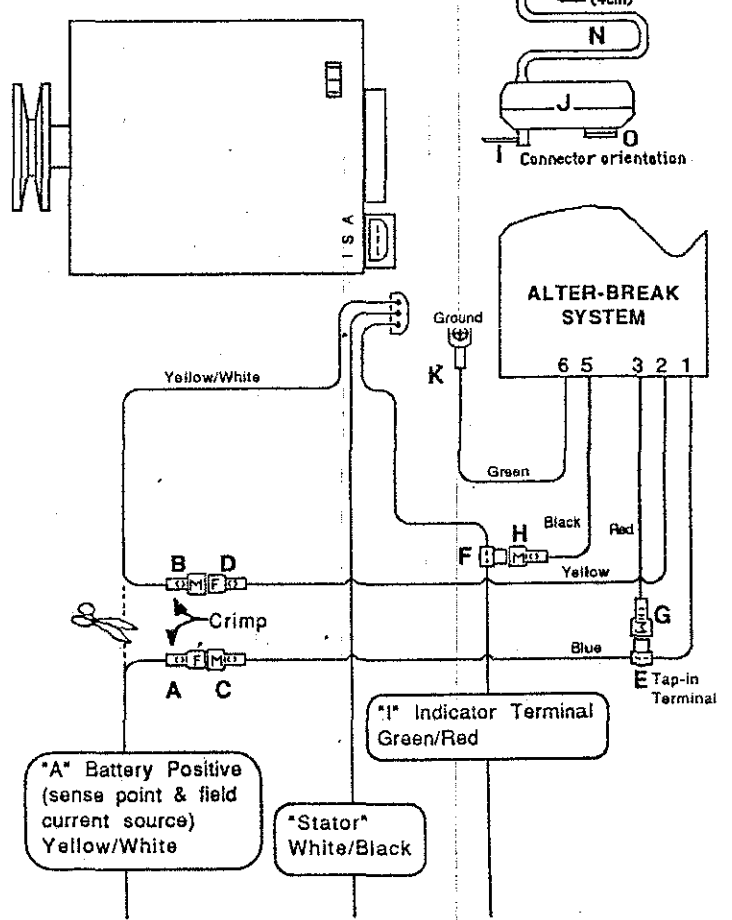 (4cm)
N
J
I
O
Connector orientation
I S A
ALTER-BREAK
SYSTEM
6 5 3 2 1
Ground
K
Yellow/White
Green
Black
Red
F
H
B
D
Yellow
Crimp
G
Blue
A
C
E Tap-in
Terminal
M F
F M
M
M
"I" Indicator Terminal
Green/Red
"A" Battery Positive
(sense point & field
current source)
Yellow/White
"Stator"
White/Black